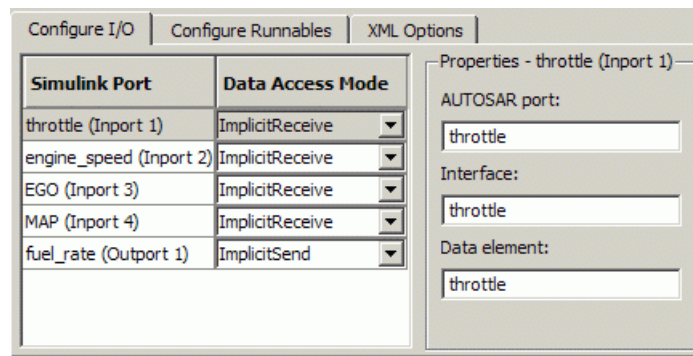 Configure I/O Configure Runnables XML Options
Simulink Port Data Access Mode
throttle (Inport 1) ImplicitReceive
engine_speed (Inport 2) ImplicitReceive
EGO (Inport 3) ImplicitReceive
MAP (Inport 4) ImplicitReceive
fuel_rate (Outport 1) ImplicitSend
Properties - throttle (Inport 1)
AUTOSAR port:
throttle
Interface:
throttle
Data element:
throttle